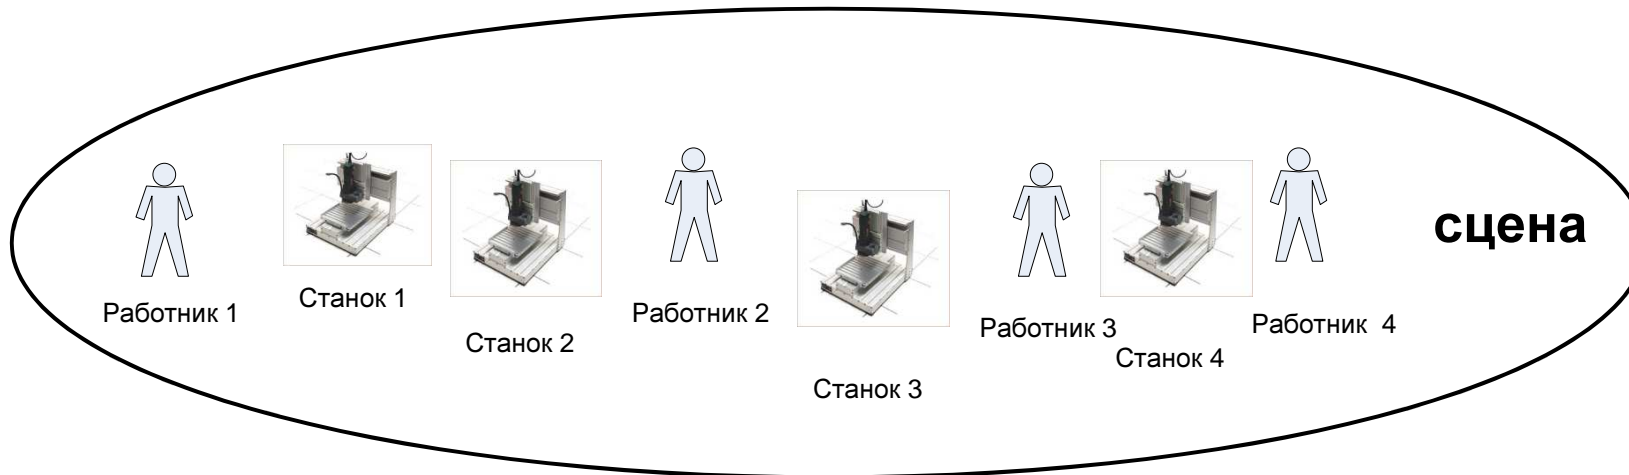 сцена
Работник 1
Станок 1
Станок 2
Работник 2
Станок 3
Работник 3
Станок 4
Работник  4